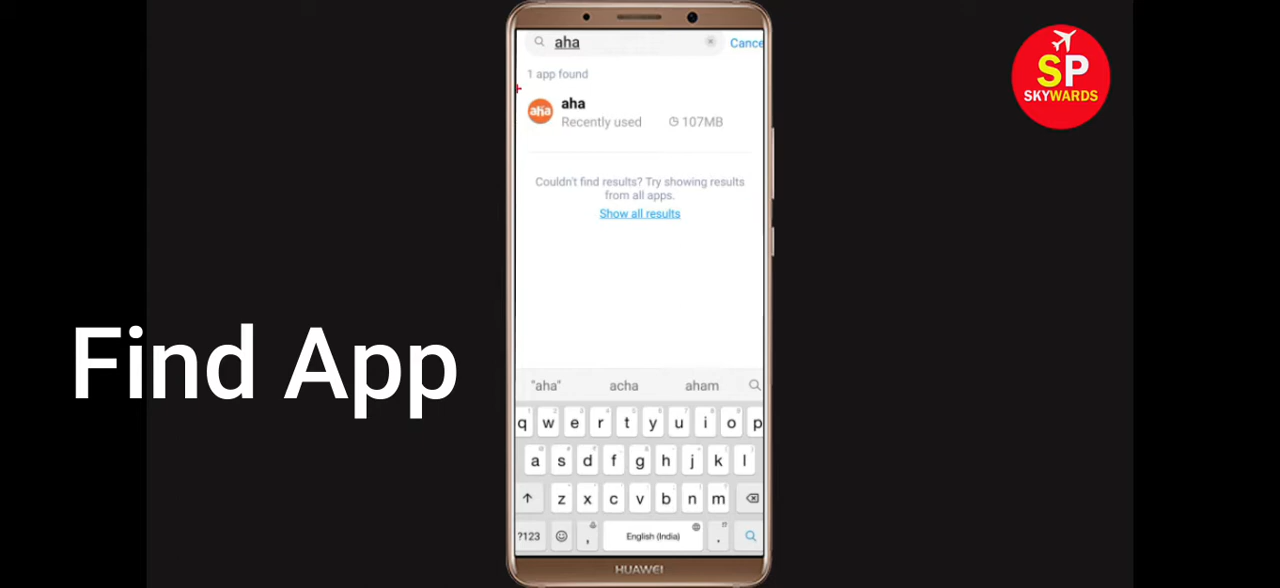 aha
Cance
1 app found
aha
aha
Recently used 107MB
Couldn't find results? Try showing results
from all apps.
Show all results
SP
SKYWARDS
Find App
"aha" acha aham
q w e r t y u i o p
a s d f g h j k l
z x c v b n m
?123 , English (India) .
HUAWEI